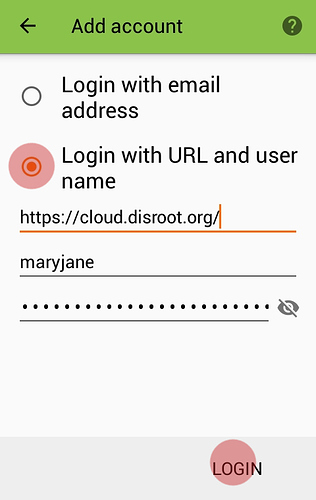 Add account
Login with email
address
Login with URL and user
name
https://cloud.disroot.org/
maryjane
LOGIN